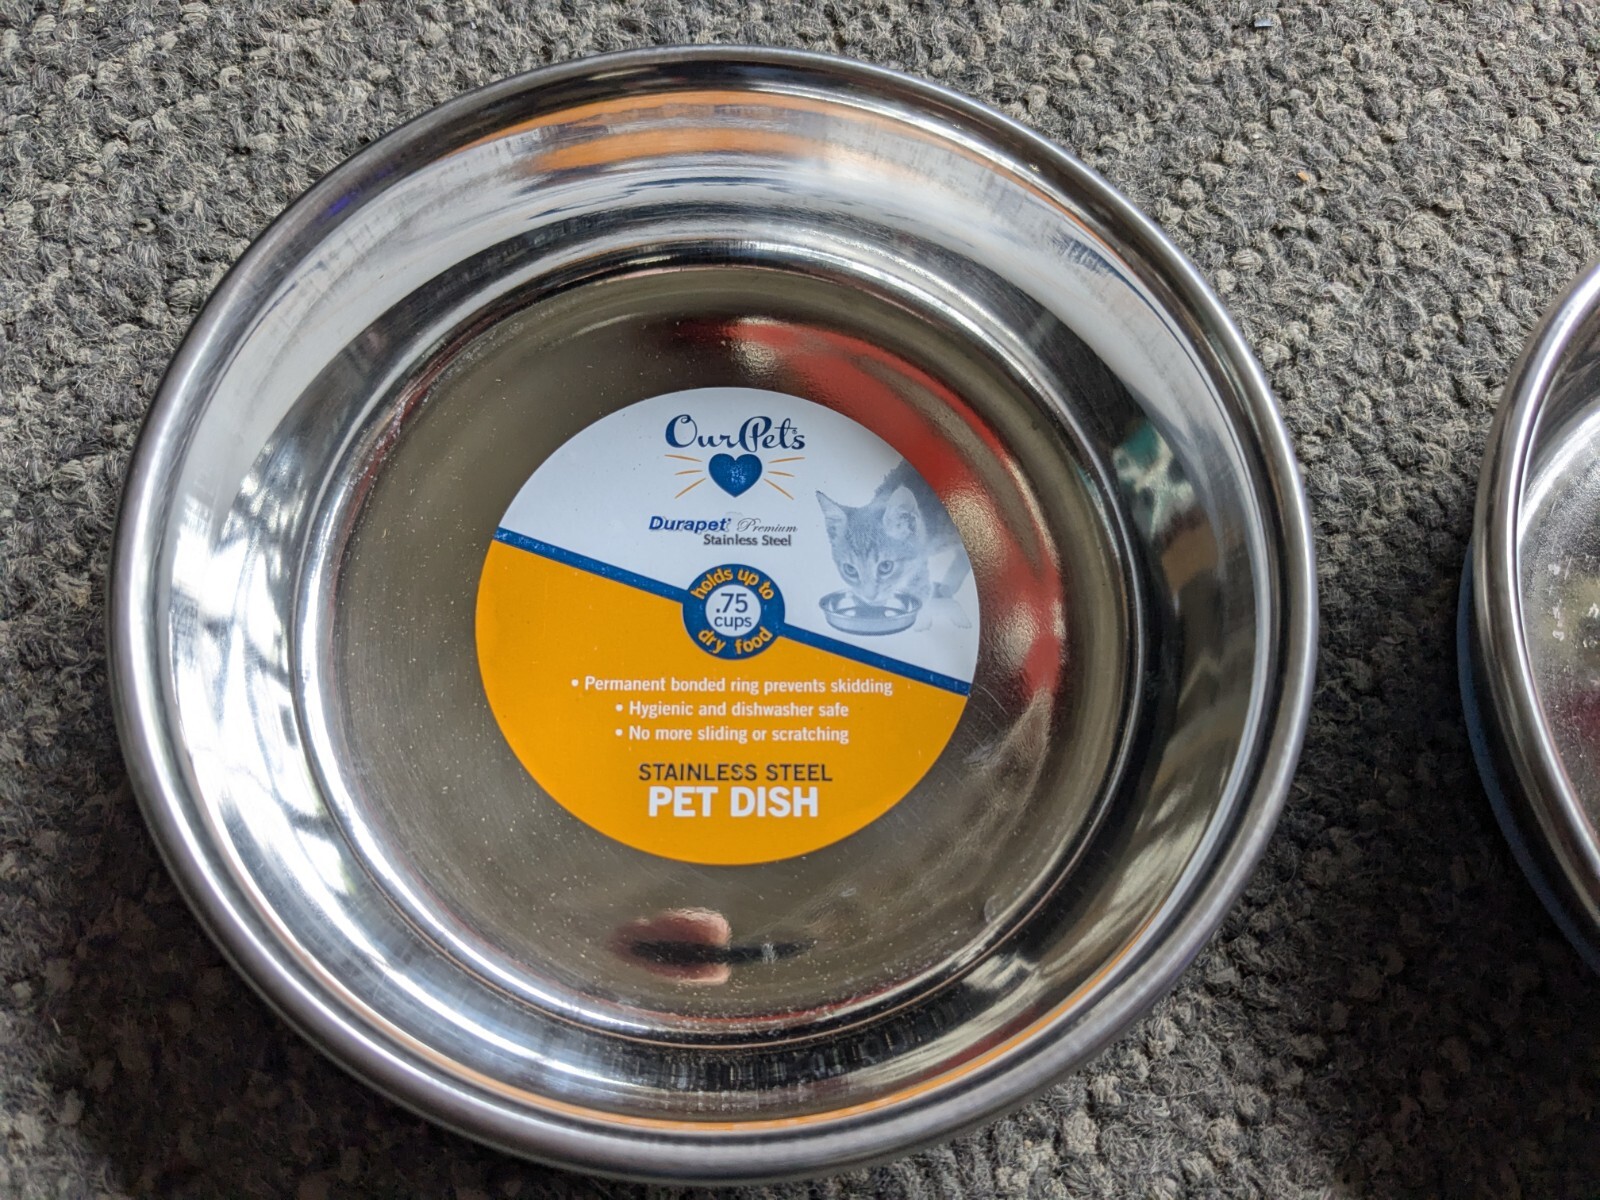 OurPets
Durapet® Premium
Stainless Steel
holds up to
.75
cups
dry food
• Permanent bonded ring prevents skidding
• Hygienic and dishwasher safe
• No more sliding or scratching
STAINLESS STEEL
PET DISH